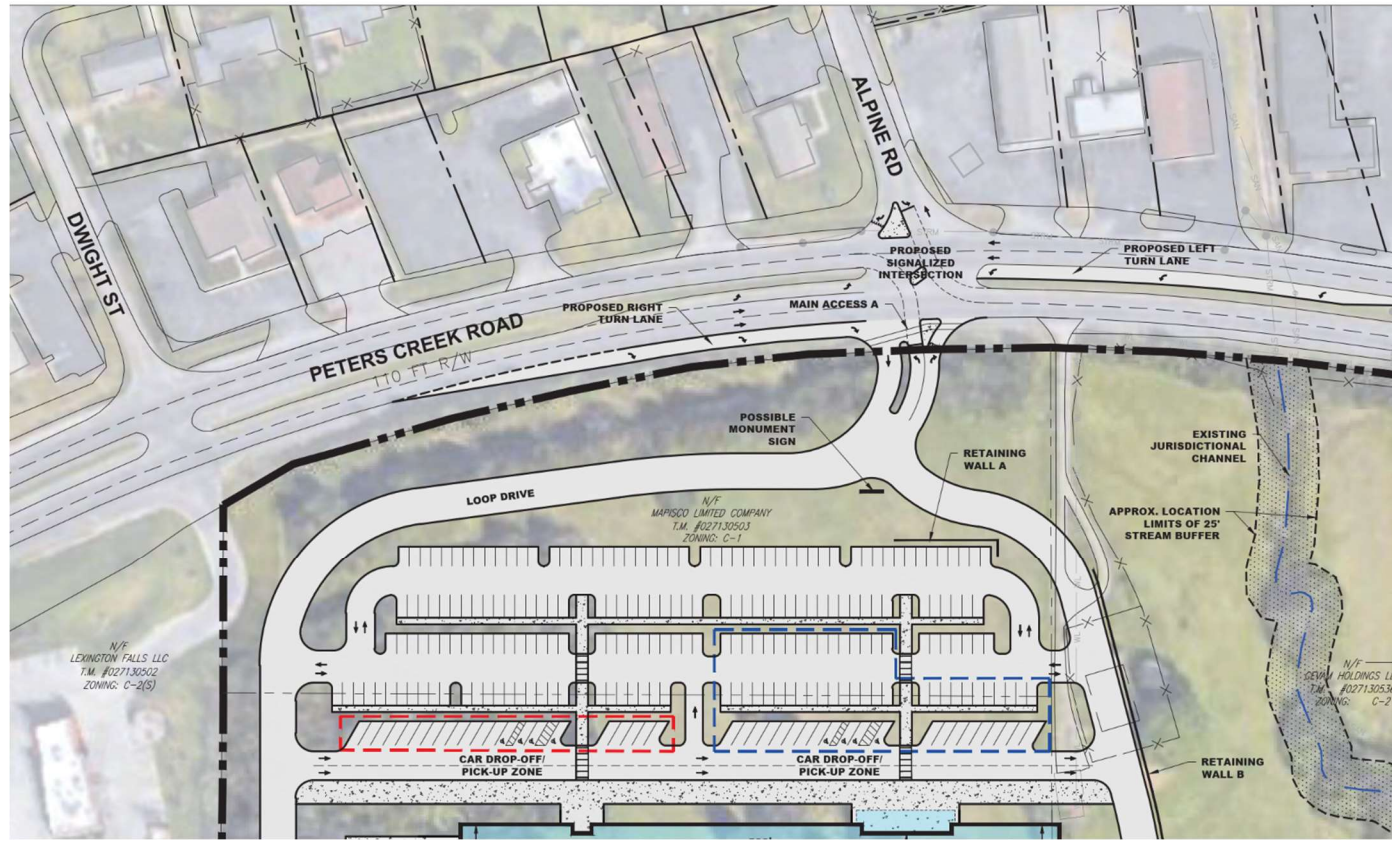 ALPINE RD
DWIGHT ST
PROPOSED
SIGNALIZED
INTERSECTION
PROPOSED LEFT
TURN LANE
PROPOSED RIGHT
TURN LANE
MAIN ACCESS A
PETERS CREEK ROAD
110 FT R/W
POSSIBLE
MONUMENT
SIGN
RETAINING
WALL A
EXISTING
JURISDICTIONAL
CHANNEL
LOOP DRIVE
N/F
MAPISCO LIMITED COMPANY
T.M. #027130503
ZONING: C-1
APPROX. LOCATION
LIMITS OF 25'
STREAM BUFFER
N/F
LEXINGTON FALLS LLC
T.M. #027130502
ZONING: C-2(S)
N/F
HOLDINGS
ZONING: C-2
CAR DROP-OFF/
PICK-UP ZONE
CAR DROP-OFF/
PICK-UP ZONE
RETAINING
WALL B